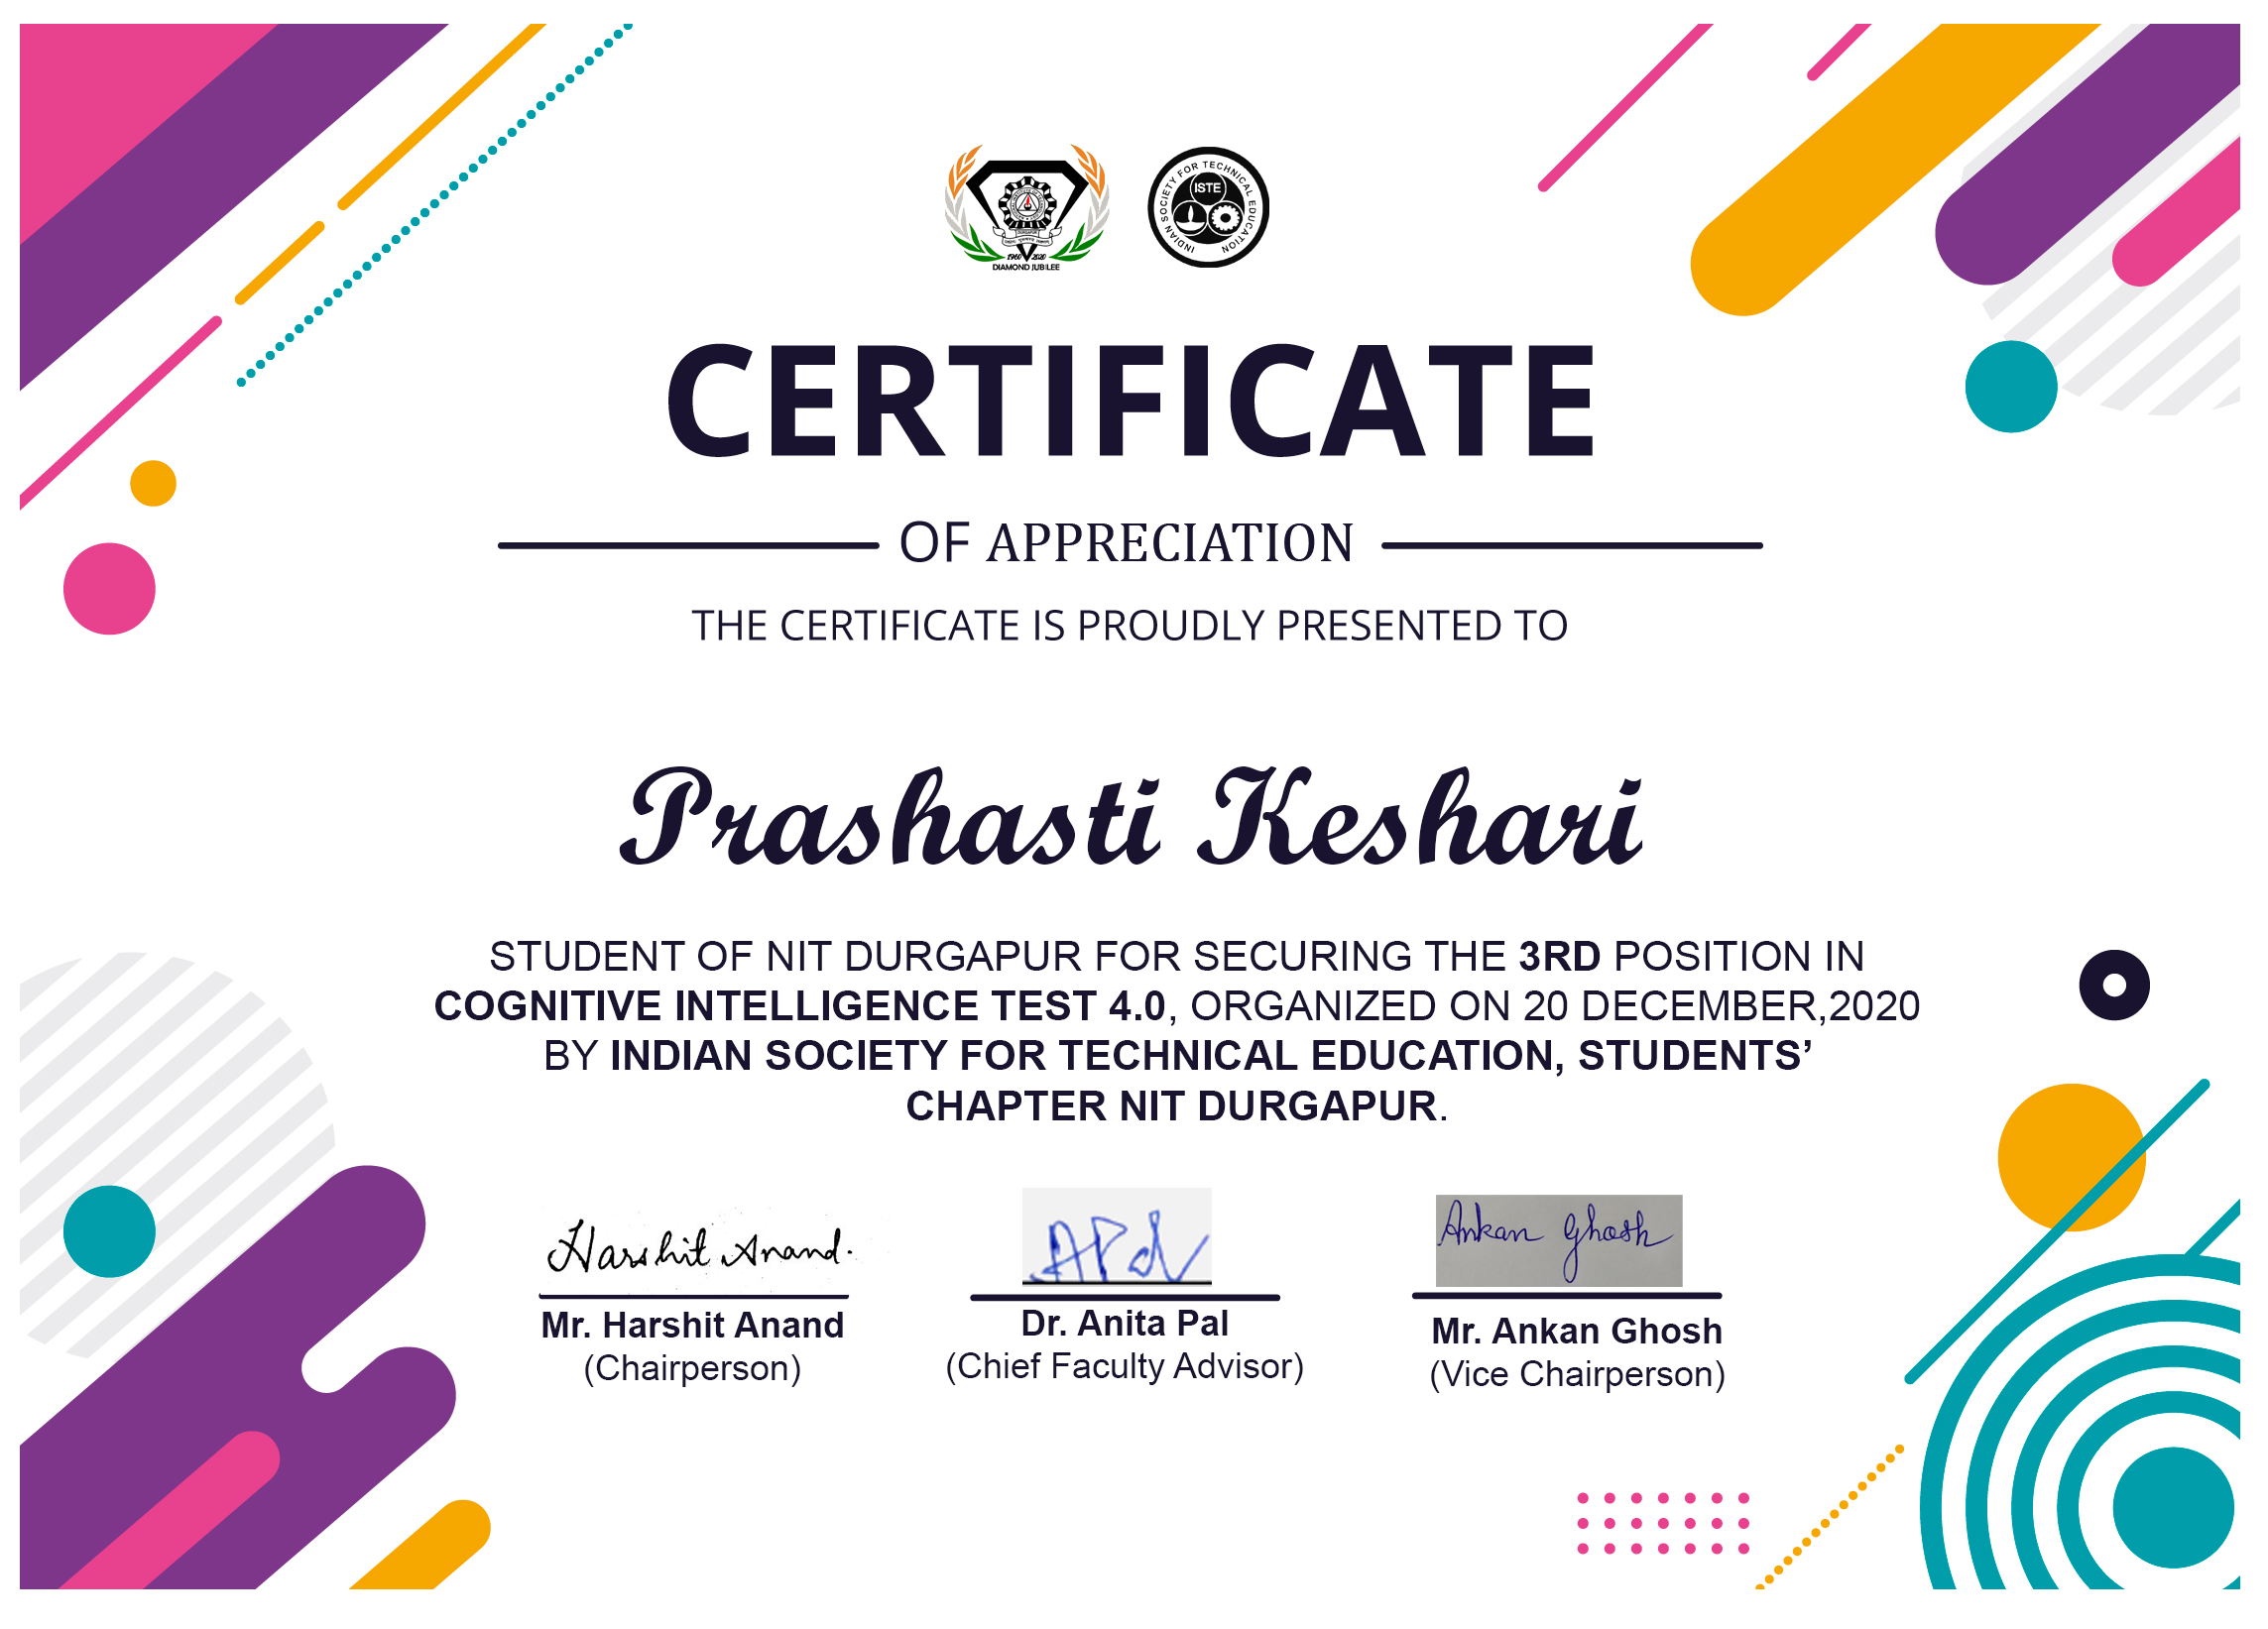 1960 2020
DIAMOND JUBILEE
INDIAN SOCIETY FOR TECHNICAL EDUCATION
ISTE
CERTIFICATE
OF APPRECIATION
THE CERTIFICATE IS PROUDLY PRESENTED TO
Prashasti Keshari
STUDENT OF NIT DURGAPUR FOR SECURING THE 3RD POSITION IN
COGNITIVE INTELLIGENCE TEST 4.0, ORGANIZED ON 20 DECEMBER,2020
BY INDIAN SOCIETY FOR TECHNICAL EDUCATION, STUDENTS’
CHAPTER NIT DURGAPUR.
Harshit Anand.
APal
Ankan Ghosh
Mr. Harshit Anand
(Chairperson)
Dr. Anita Pal
(Chief Faculty Advisor)
Mr. Ankan Ghosh
(Vice Chairperson)